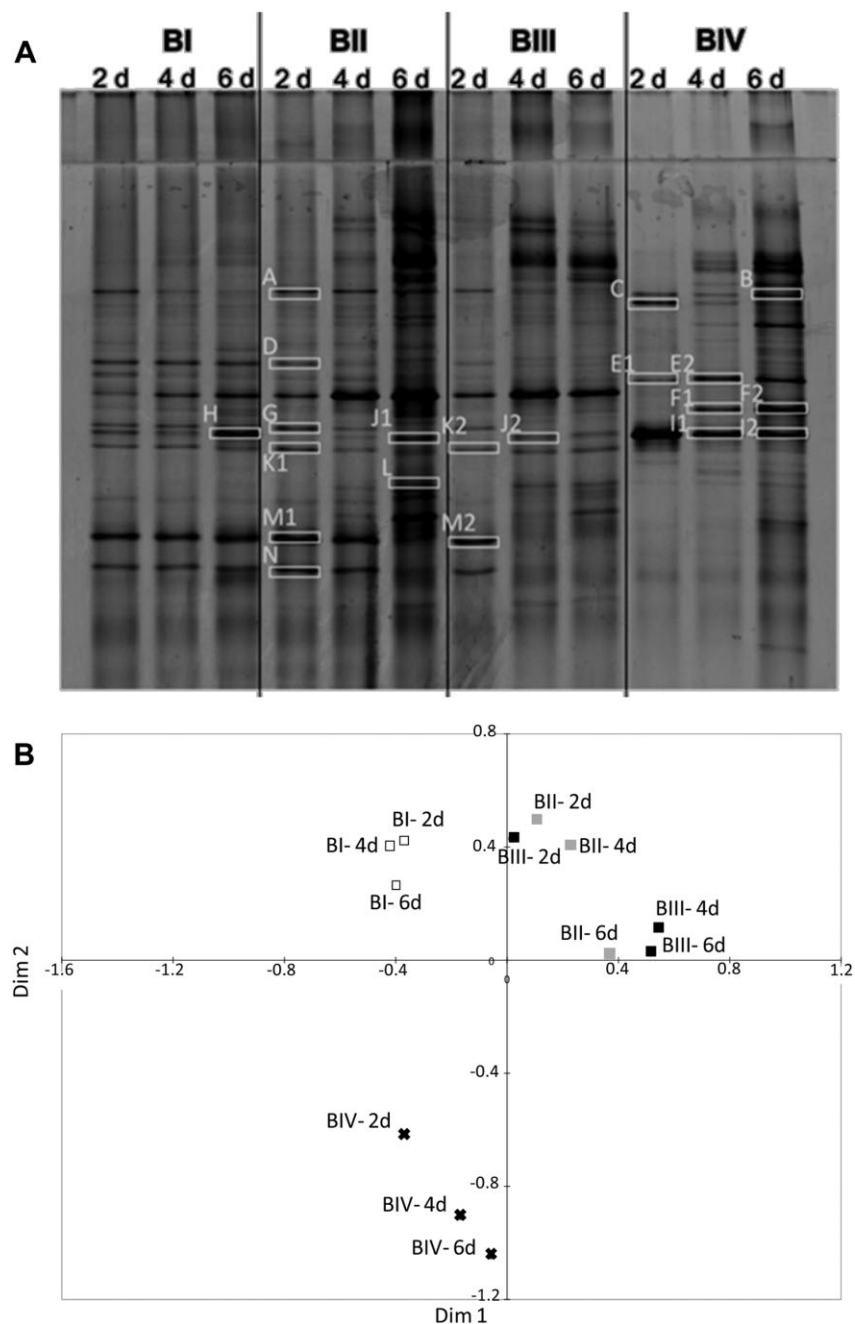 A
BI BII BIII BIV
2 d 4 d 6 d 2 d 4 d 6 d 2 d 4 d 6 d 2 d 4 d 6 d
A C B
D E1 E2
H G J1 K2 J2 F1 F2
K1 L I1 I2
M1 M2
N
B
0.8
BII- 2d
BI- 2d
BI- 4d 0.4 BIII- 2d BII- 4d
BI- 6d
BIII- 4d
BII- 6d BIII- 6d
-1.6 -1.2 -0.8 -0.4 0 0 0.4 0.8 1.2
Dim 2
-0.4
BIV- 2d
-0.8
BIV- 4d
BIV- 6d
-1.2
Dim 1